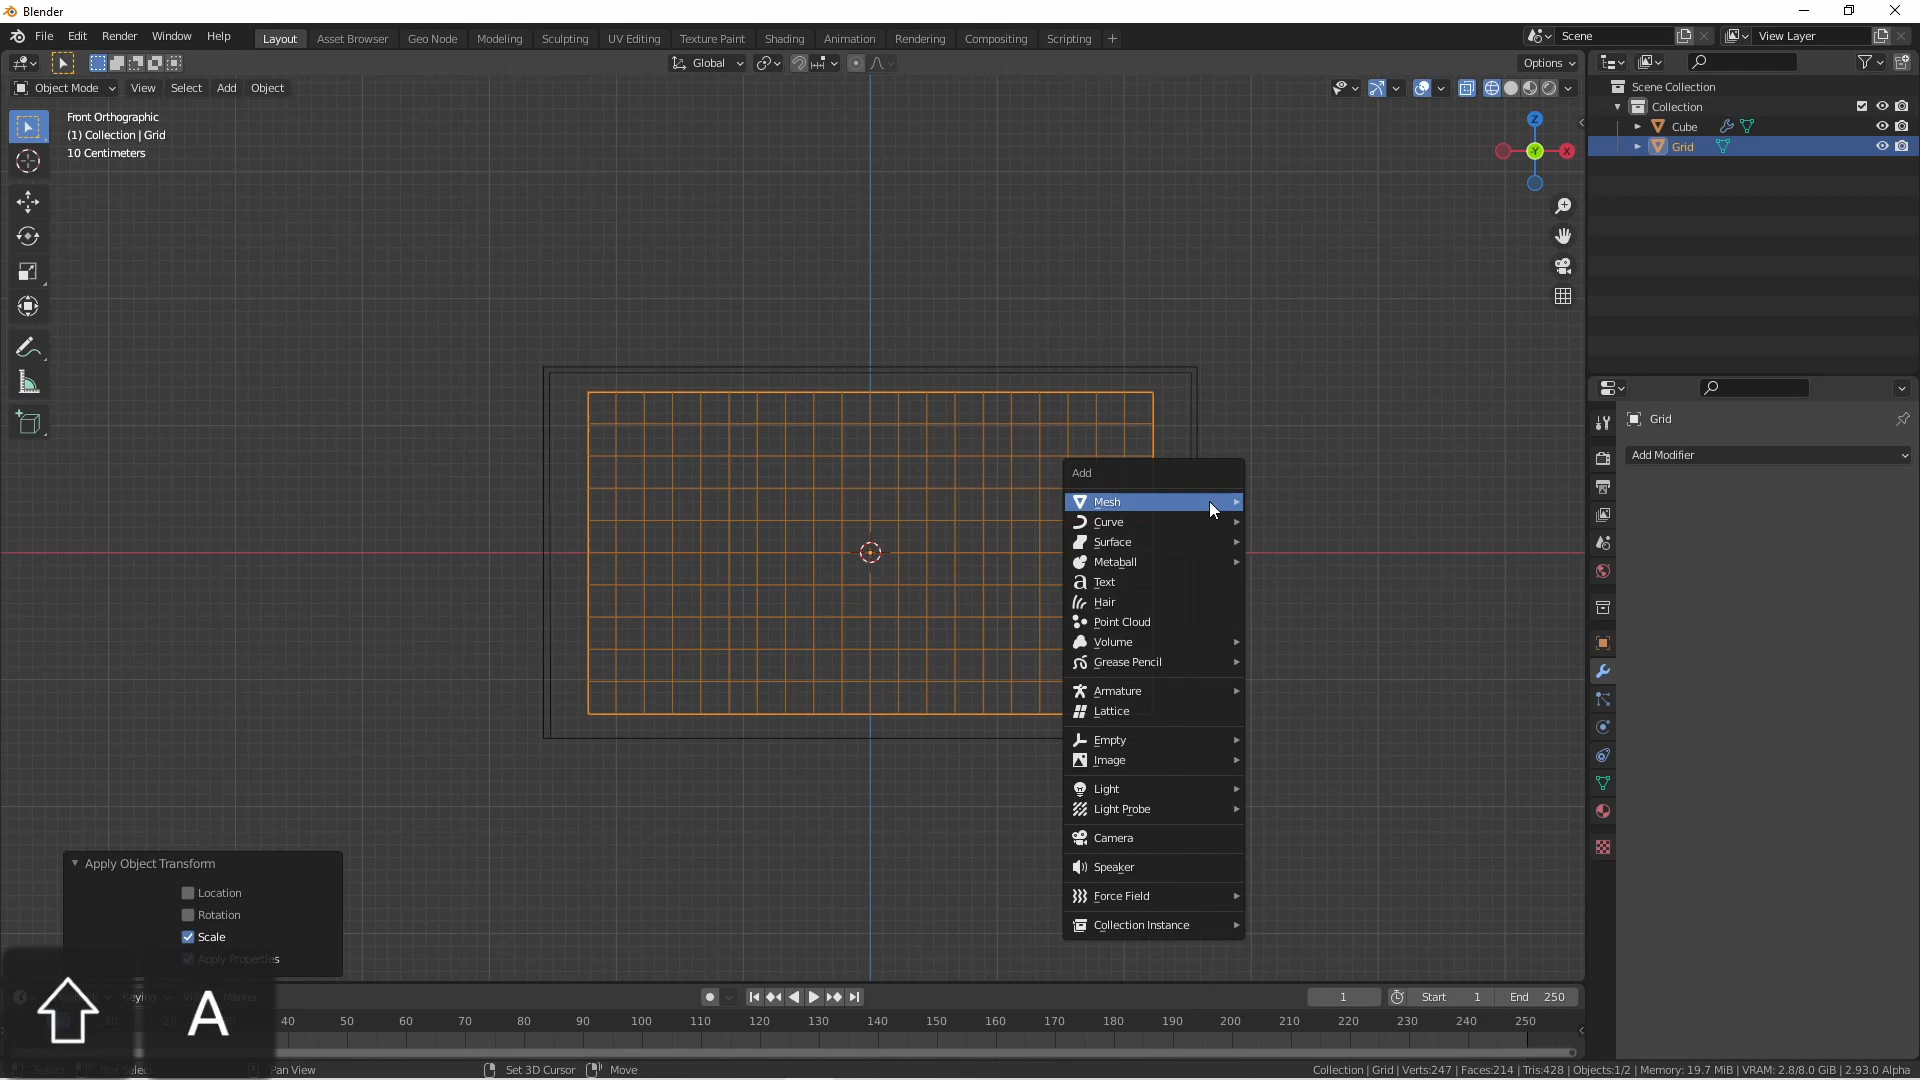 Blender
File Edit Render Window Help
Layout Asset Browser Geo Node Modeling Sculpting UV Editing Texture Paint Shading Animation Rendering Compositing Scripting +
Scene
View Layer
Global
Options
Object Mode View Select Add Object
Front Orthographic
(1) Collection | Grid
10 Centimeters
Z
Y
X
Scene Collection
Collection
Cube
Grid
Grid
Add Modifier
Add
Mesh
Curve
Surface
Metaball
Text
Hair
Point Cloud
Volume
Grease Pencil
Armature
Lattice
Empty
Image
Light
Light Probe
Camera
Speaker
Force Field
Collection Instance
Apply Object Transform
Location
Rotation
Scale
Apply Properties
A
Keying
Marker
1
Start 1
End 250
40 50 60 70 80 90 100 110 120 130 140 150 160 170 180 190 200 210 220 230 240 250
Select
Box Select
Pan View
Set 3D Cursor
Move
Collection | Grid | Verts:247 | Faces:214 | Tris:428 | Objects:1/2 | Memory: 19.7 MiB | VRAM: 2.8/8.0 GiB | 2.93.0 Alpha